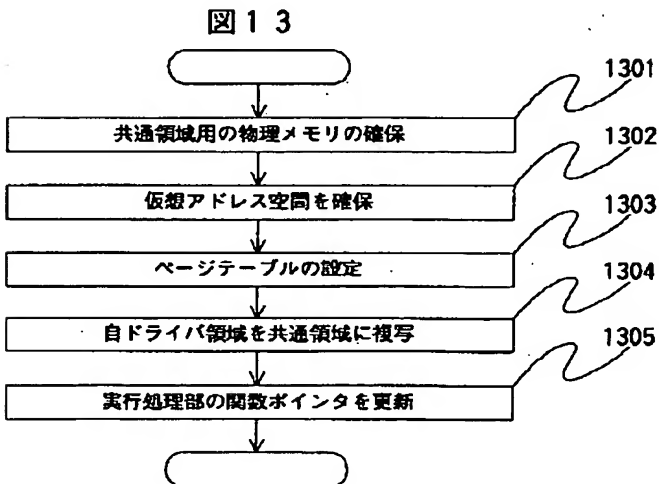 図13
1301
共通領域用の物理メモリの確保
1302
仮想アドレス空間を確保
1303
ページテーブルの設定
1304
自ドライバ領域を共通領域に複写
1305
実行処理部の関数ポインタを更新